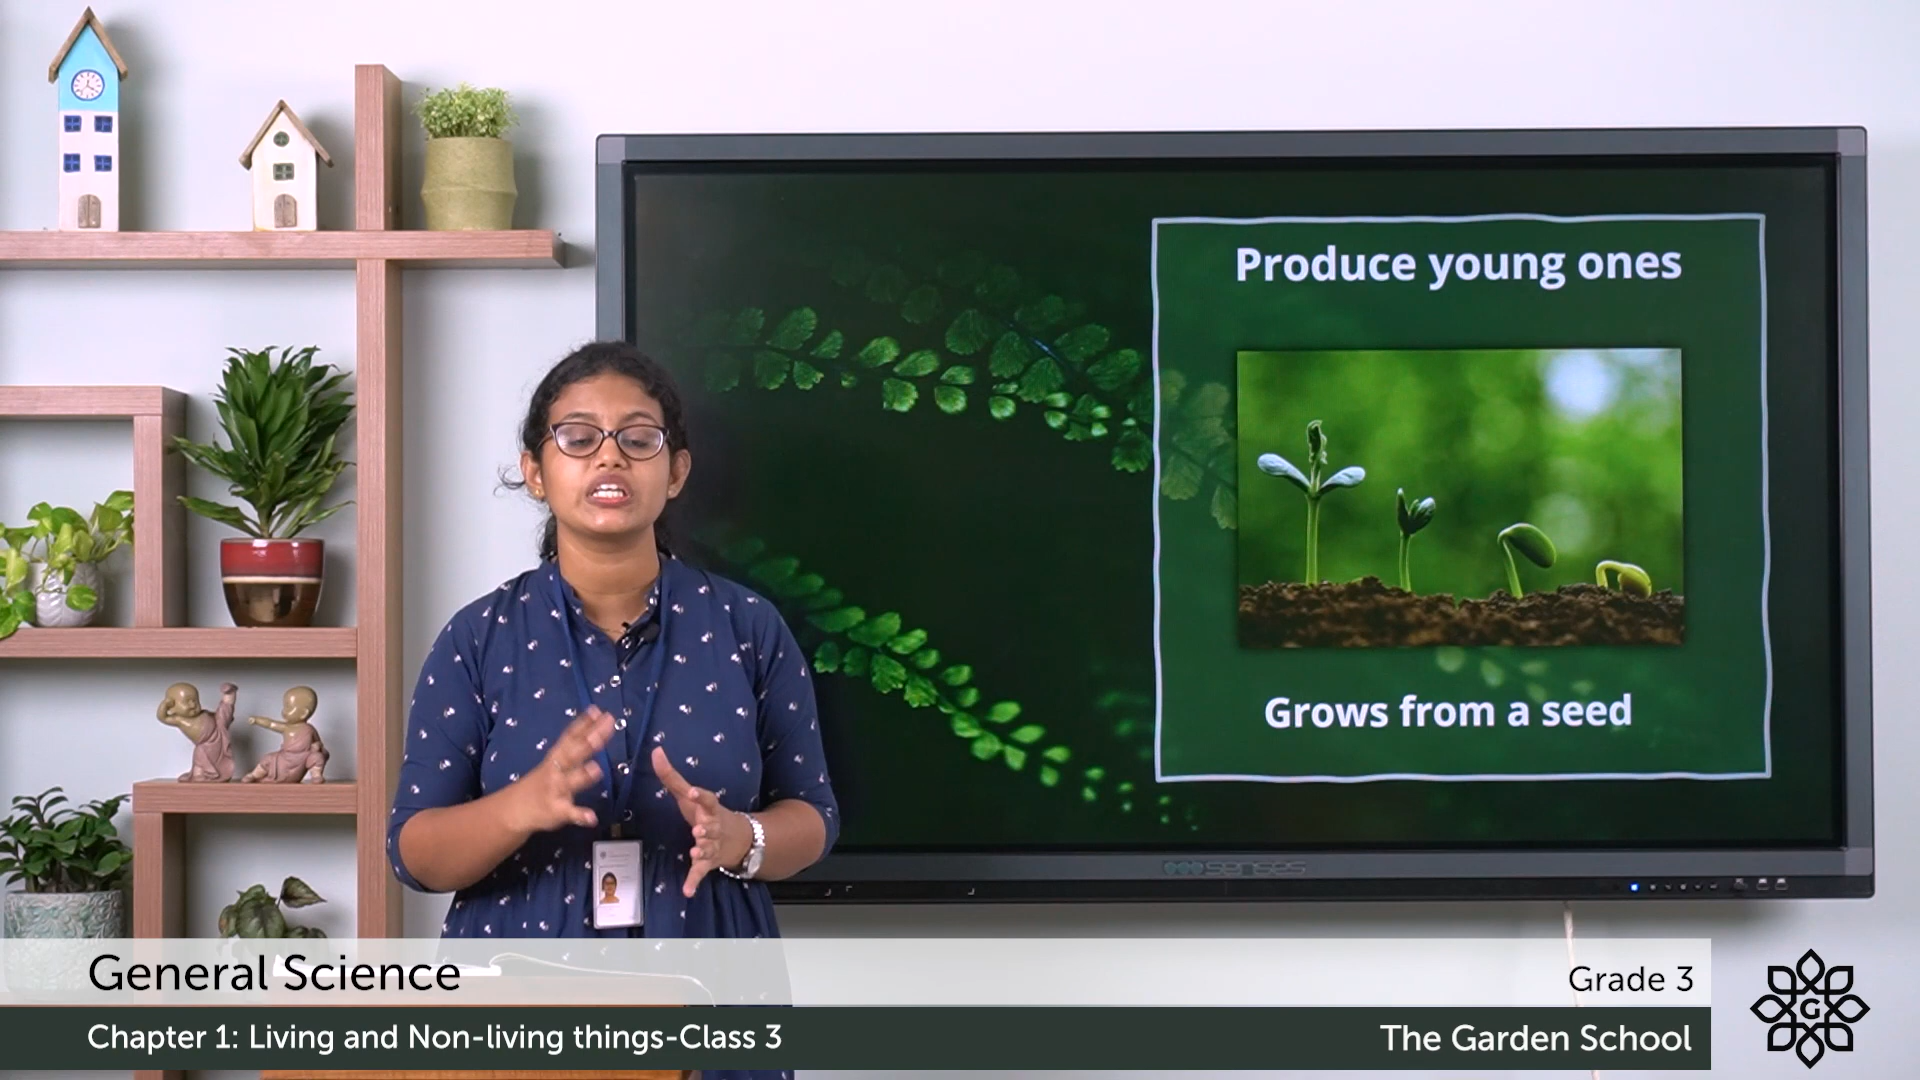 Produce young ones
Grows from a seed
senses
General Science
Grade 3
Chapter 1: Living and Non-living things-Class 3
The Garden School
G